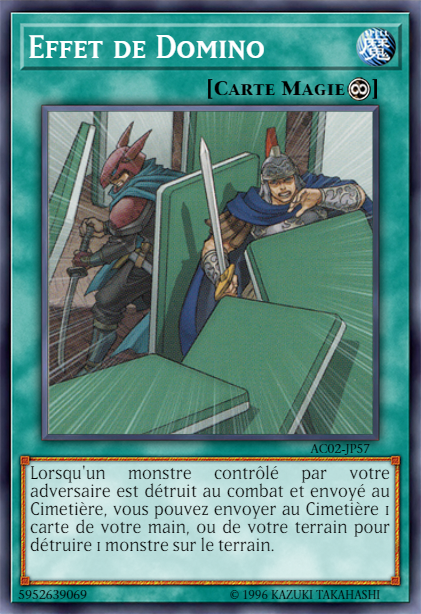 Effet de Domino
魔
[Carte Magie]
AC02-JP57
Lorsqu'un monstre contrôlé par votre
adversaire est détruit au combat et envoyé au
Cimetière, vous pouvez envoyer au Cimetière 1
carte de votre main, ou de votre terrain pour
détruire 1 monstre sur le terrain.
5952639069
© 1996 KAZUKI TAKAHASHI